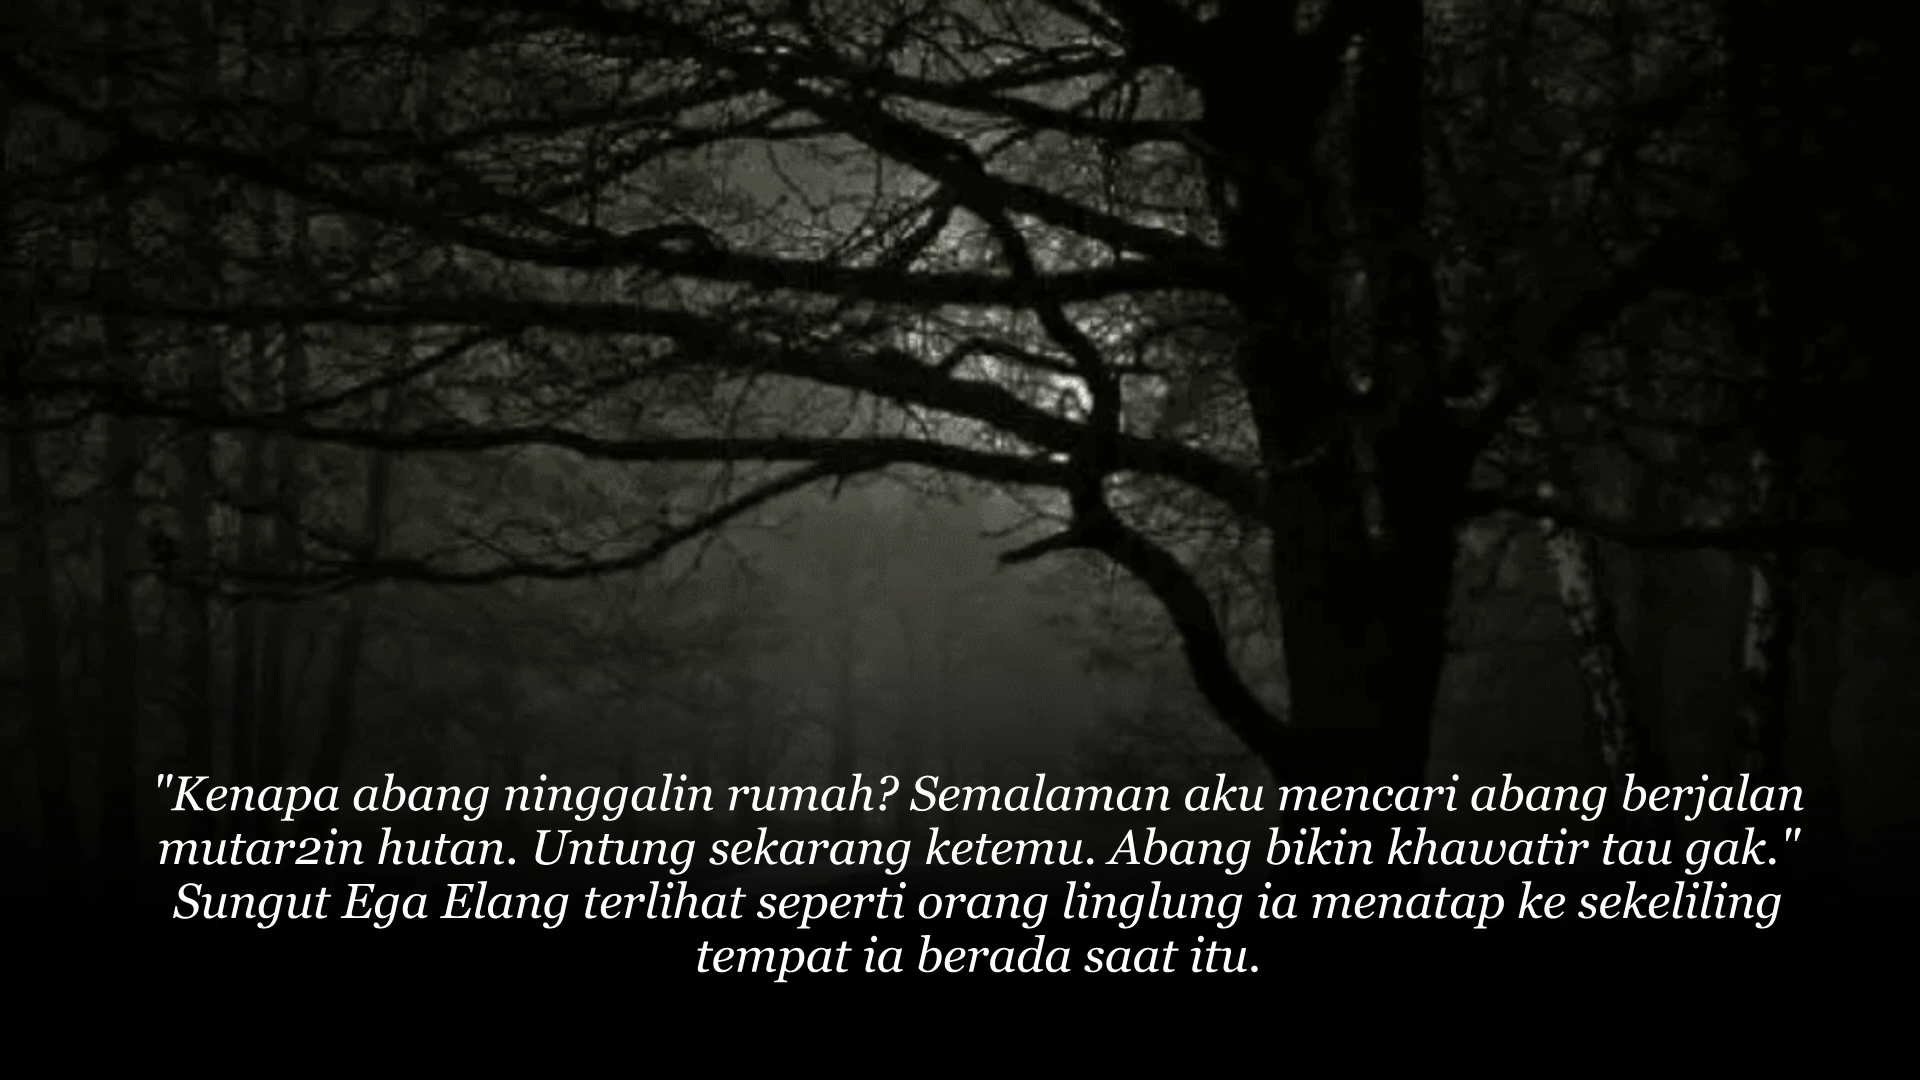 "Kenapa abang ninggalin rumah? Semalaman aku mencari abang berjalan
mutar2in hutan. Untung sekarang ketemu. Abang bikin khawatir tau gak."
Sungut Ega Elang terlihat seperti orang linglung ia menatap ke sekeliling
tempat ia berada saat itu.